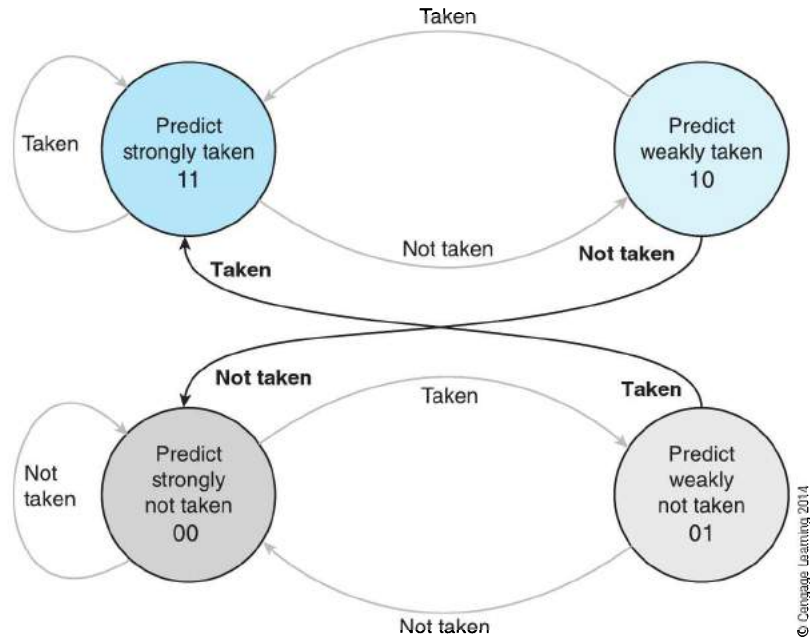 Taken
Taken
Predict
strongly taken
11
Predict
weakly taken
10
Not taken
Taken
Not taken
Not taken
Taken
Taken
Not
taken
Predict
strongly
not taken
00
Predict
weakly
not taken
01
Not taken
© Cengage Learning 2014